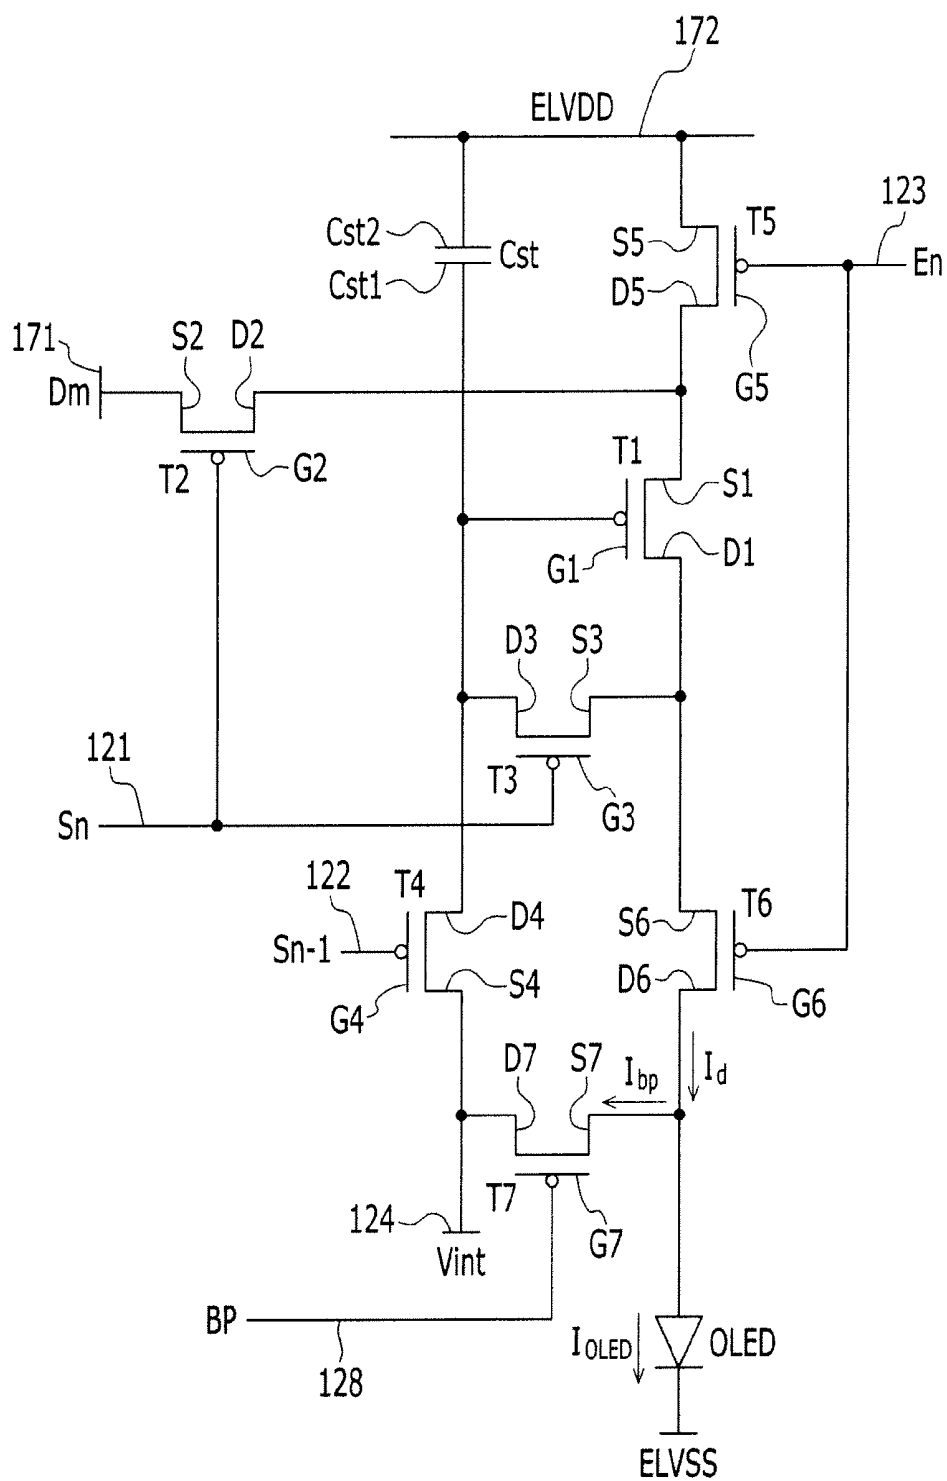 172
ELVDD
123
T5
Cst2
S5
En
Cst
Cst1
D5
171
S2
D2
Dm
G5
T1
T2
G2
S1
G1
D1
D3
S3
121
T3
G3
Sn
122
T4
T6
D4
S6
Sn-1
S4
D6
G4
G6
D7
S7
Ibp
Id
T7
124
G7
Vint
BP
IOLED
OLED
128
ELVSS